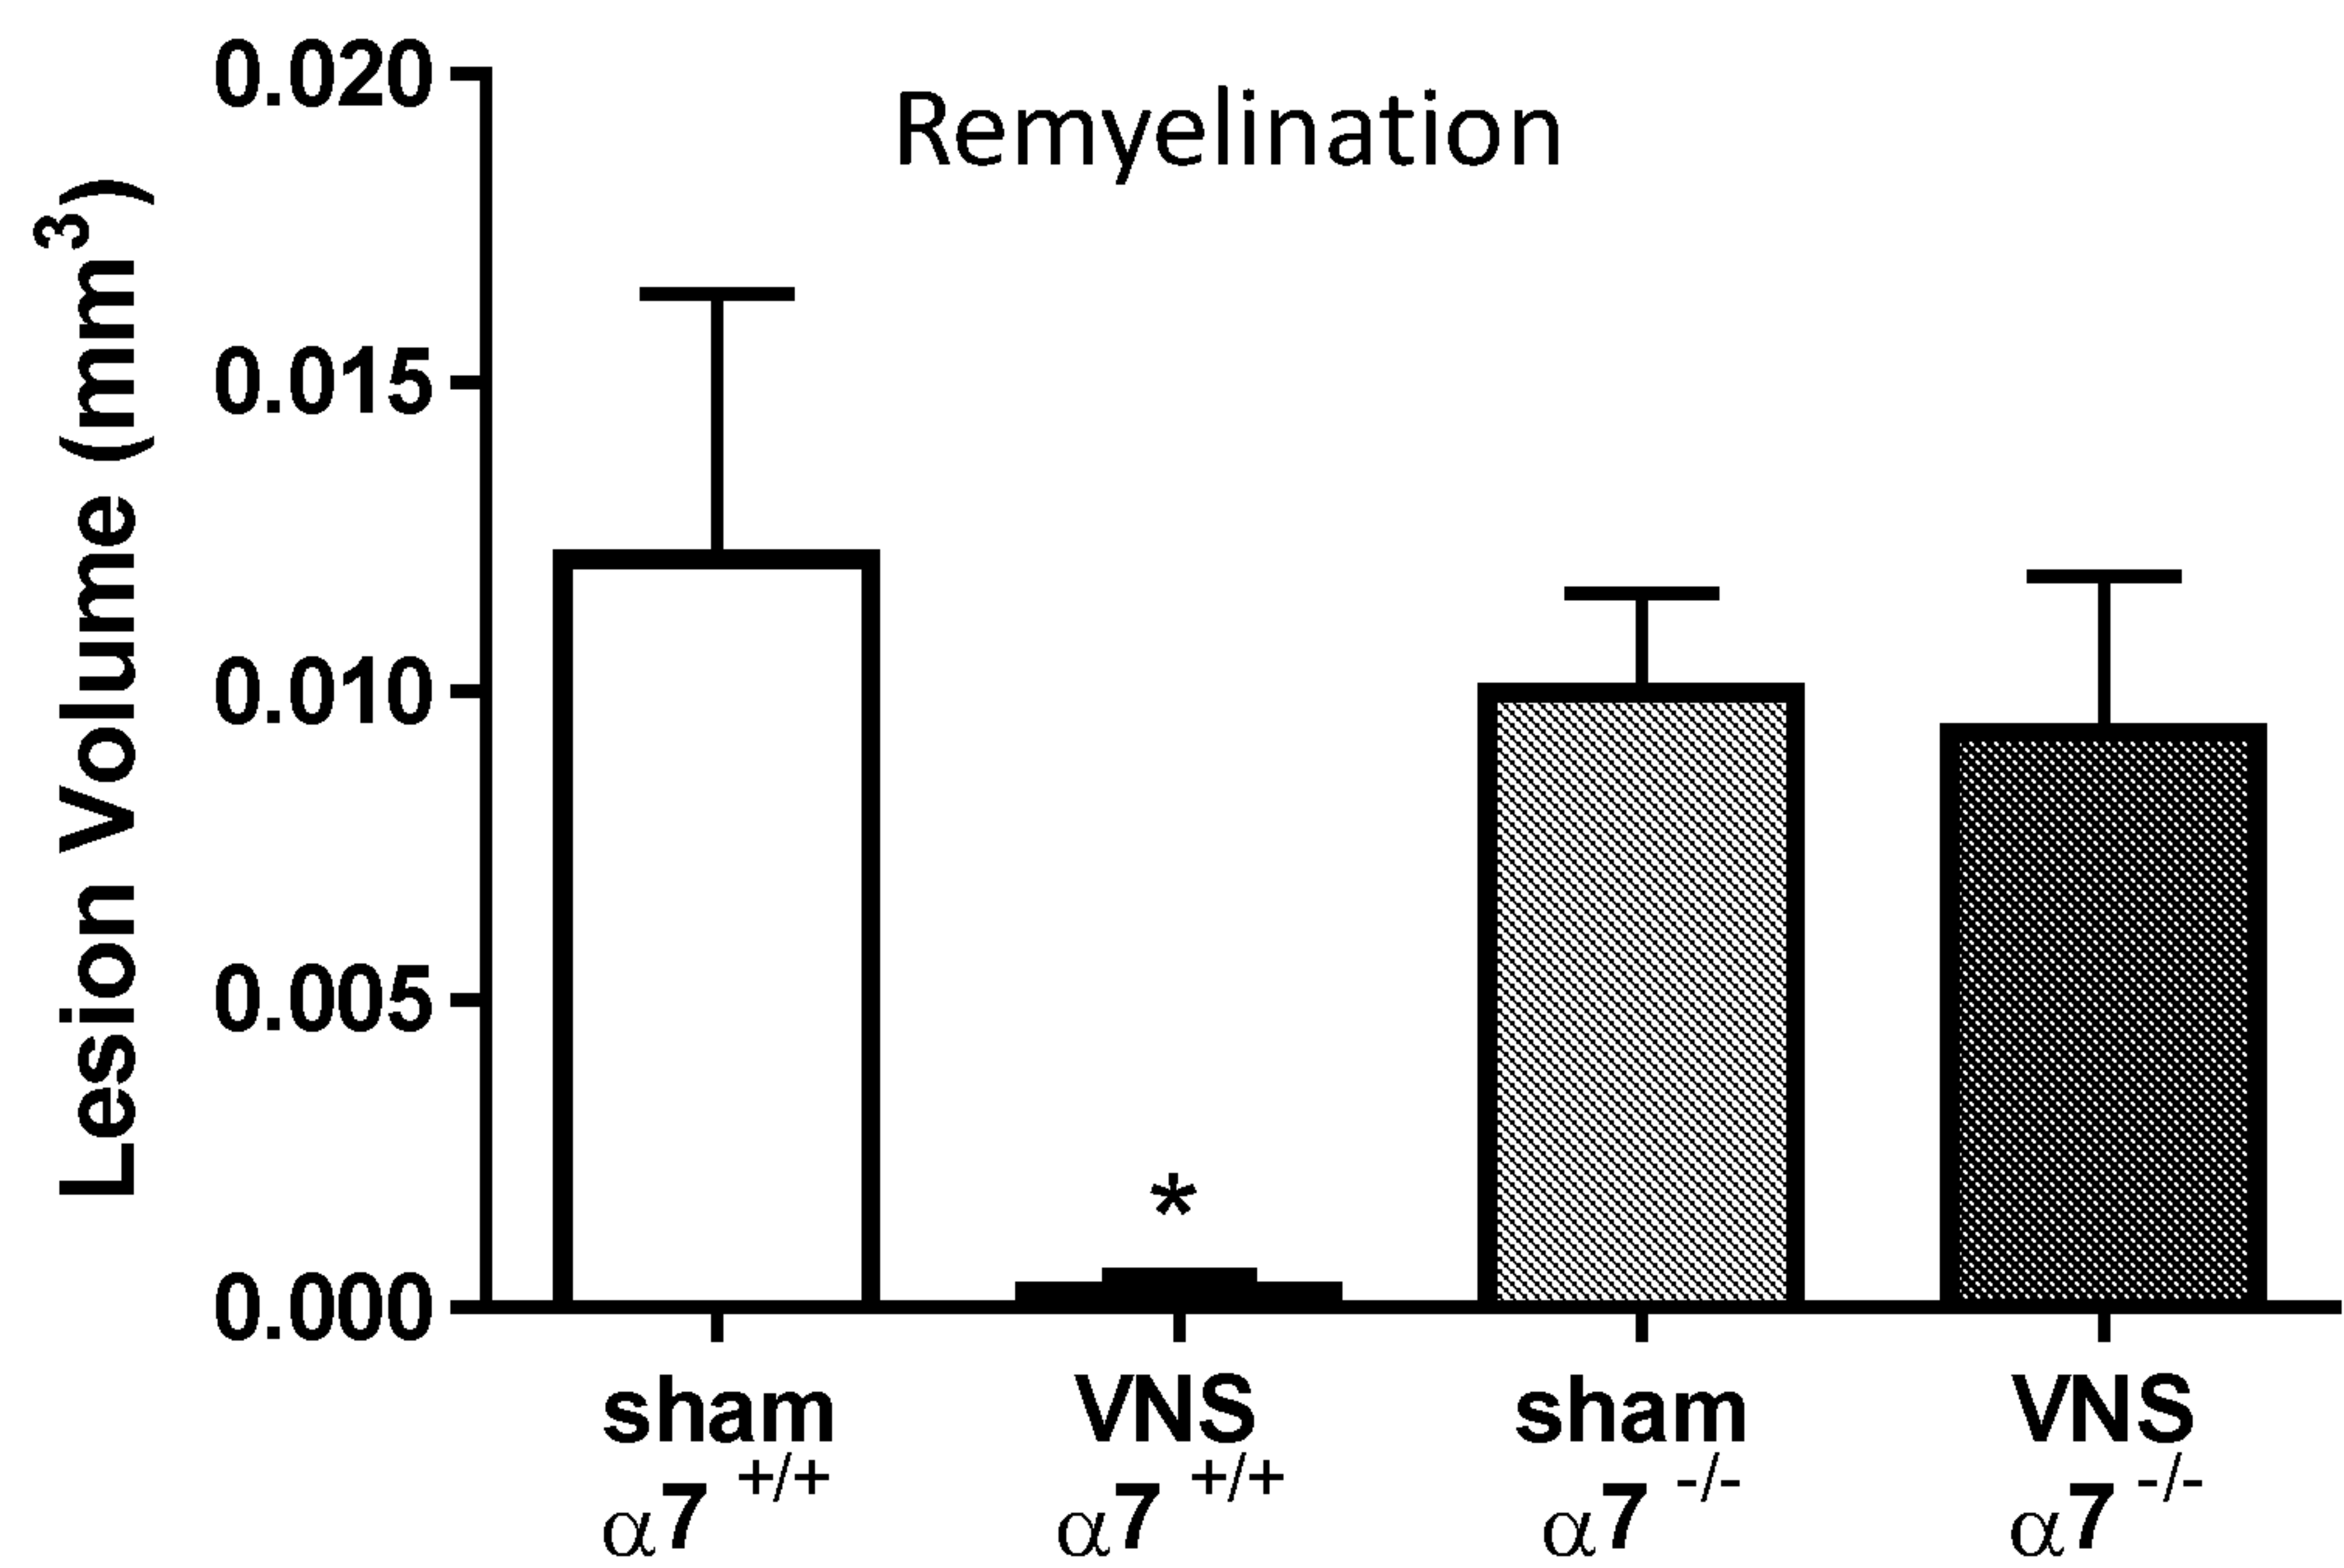 Remyelination
Lesion Volume (mm³)
0.020
0.015
0.010
0.005
0.000
*
sham VNS sham VNS
α7 +/+ α7 +/+ α7 -/- α7 -/-